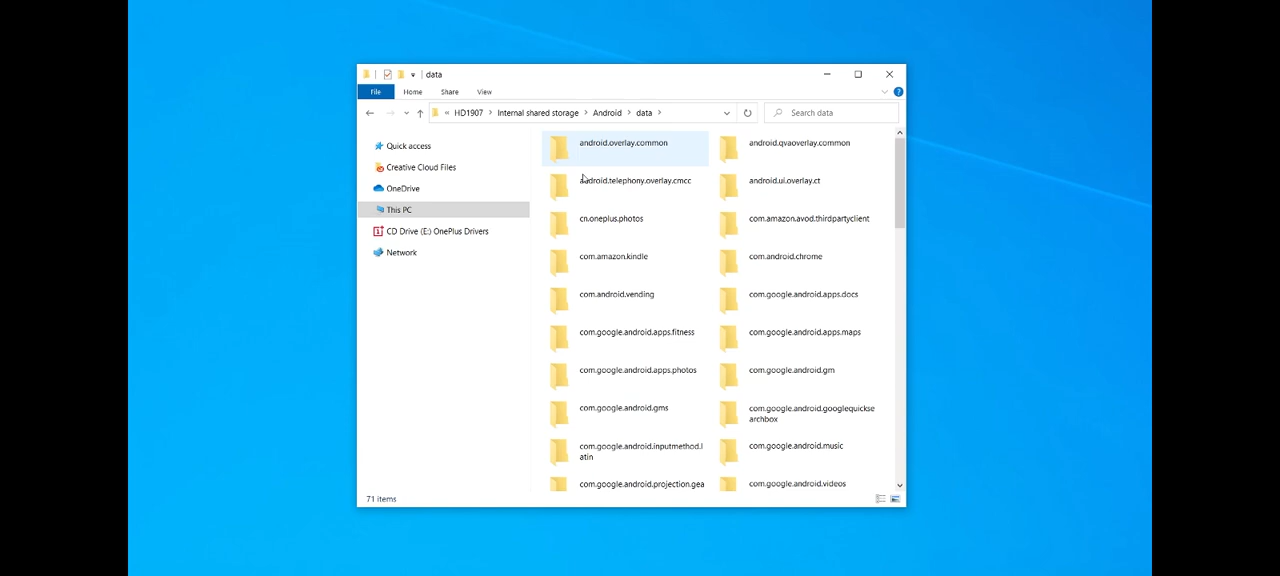 data
File Home Share View
« HD1907 > Internal shared storage > Android > data > Search data
Quick access
Creative Cloud Files
OneDrive
This PC
CD Drive (E:) OnePlus Drivers
Network
android.overlay.common
android.qvaoverlay.common
android.telephony.overlay.cmcc
android.ui.overlay.ct
cn.oneplus.photos
com.amazon.avod.thirdpartyclient
com.amazon.kindle
com.android.chrome
com.android.vending
com.google.android.apps.docs
com.google.android.apps.fitness
com.google.android.apps.maps
com.google.android.apps.photos
com.google.android.gm
com.google.android.gms
com.google.android.googlequickse
archbox
com.google.android.inputmethod.l
atin
com.google.android.music
com.google.android.projection.gea
com.google.android.videos
71 items